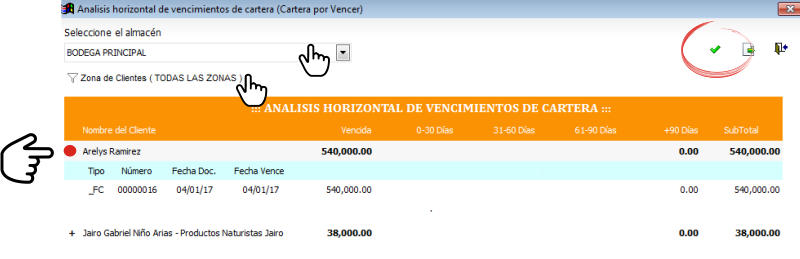 Analisis horizontal de vencimientos de cartera (Cartera por Vencer)
Seleccione el almacén
BODEGA PRINCIPAL
Zona de Clientes ( TODAS LAS ZONAS )
::: ANALISIS HORIZONTAL DE VENCIMIENTOS DE CARTERA :::
Nombre del Cliente Vencida 0-30 Días 31-60 Días 61-90 Días +90 Días SubTotal
Arelys Ramirez 540,000.00 0.00 540,000.00
Tipo Número Fecha Doc. Fecha Vence
_FC 00000016 04/01/17 04/01/17 540,000.00 0.00 540,000.00
+ Jairo Gabriel Niño Arias - Productos Naturistas Jairo 38,000.00 0.00 38,000.00